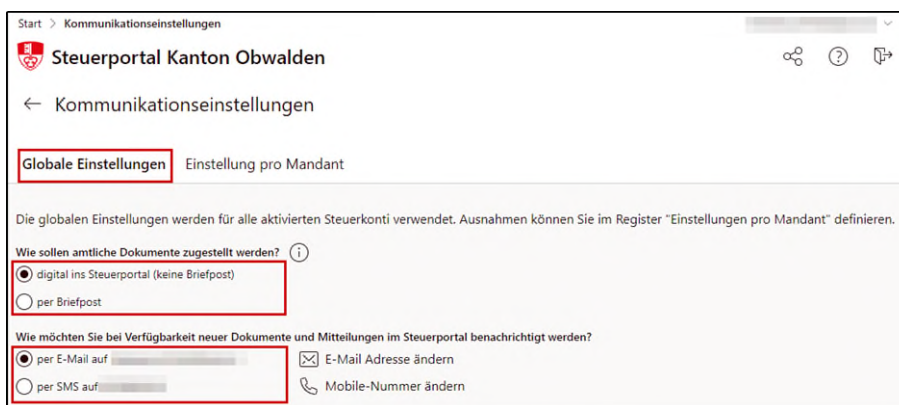 Start > Kommunikationseinstellungen
Steuerportal Kanton Obwalden
← Kommunikationseinstellungen
Globale Einstellungen Einstellung pro Mandant
Die globalen Einstellungen werden für alle aktivierten Steuerkonti verwendet. Ausnahmen können Sie im Register "Einstellungen pro Mandant" definieren.
Wie sollen amtliche Dokumente zugestellt werden?
digital ins Steuerportal (keine Briefpost)
per Briefpost
Wie möchten Sie bei Verfügbarkeit neuer Dokumente und Mitteilungen im Steuerportal benachrichtigt werden?
per E-Mail auf E-Mail Adresse ändern
per SMS auf Mobile-Nummer ändern